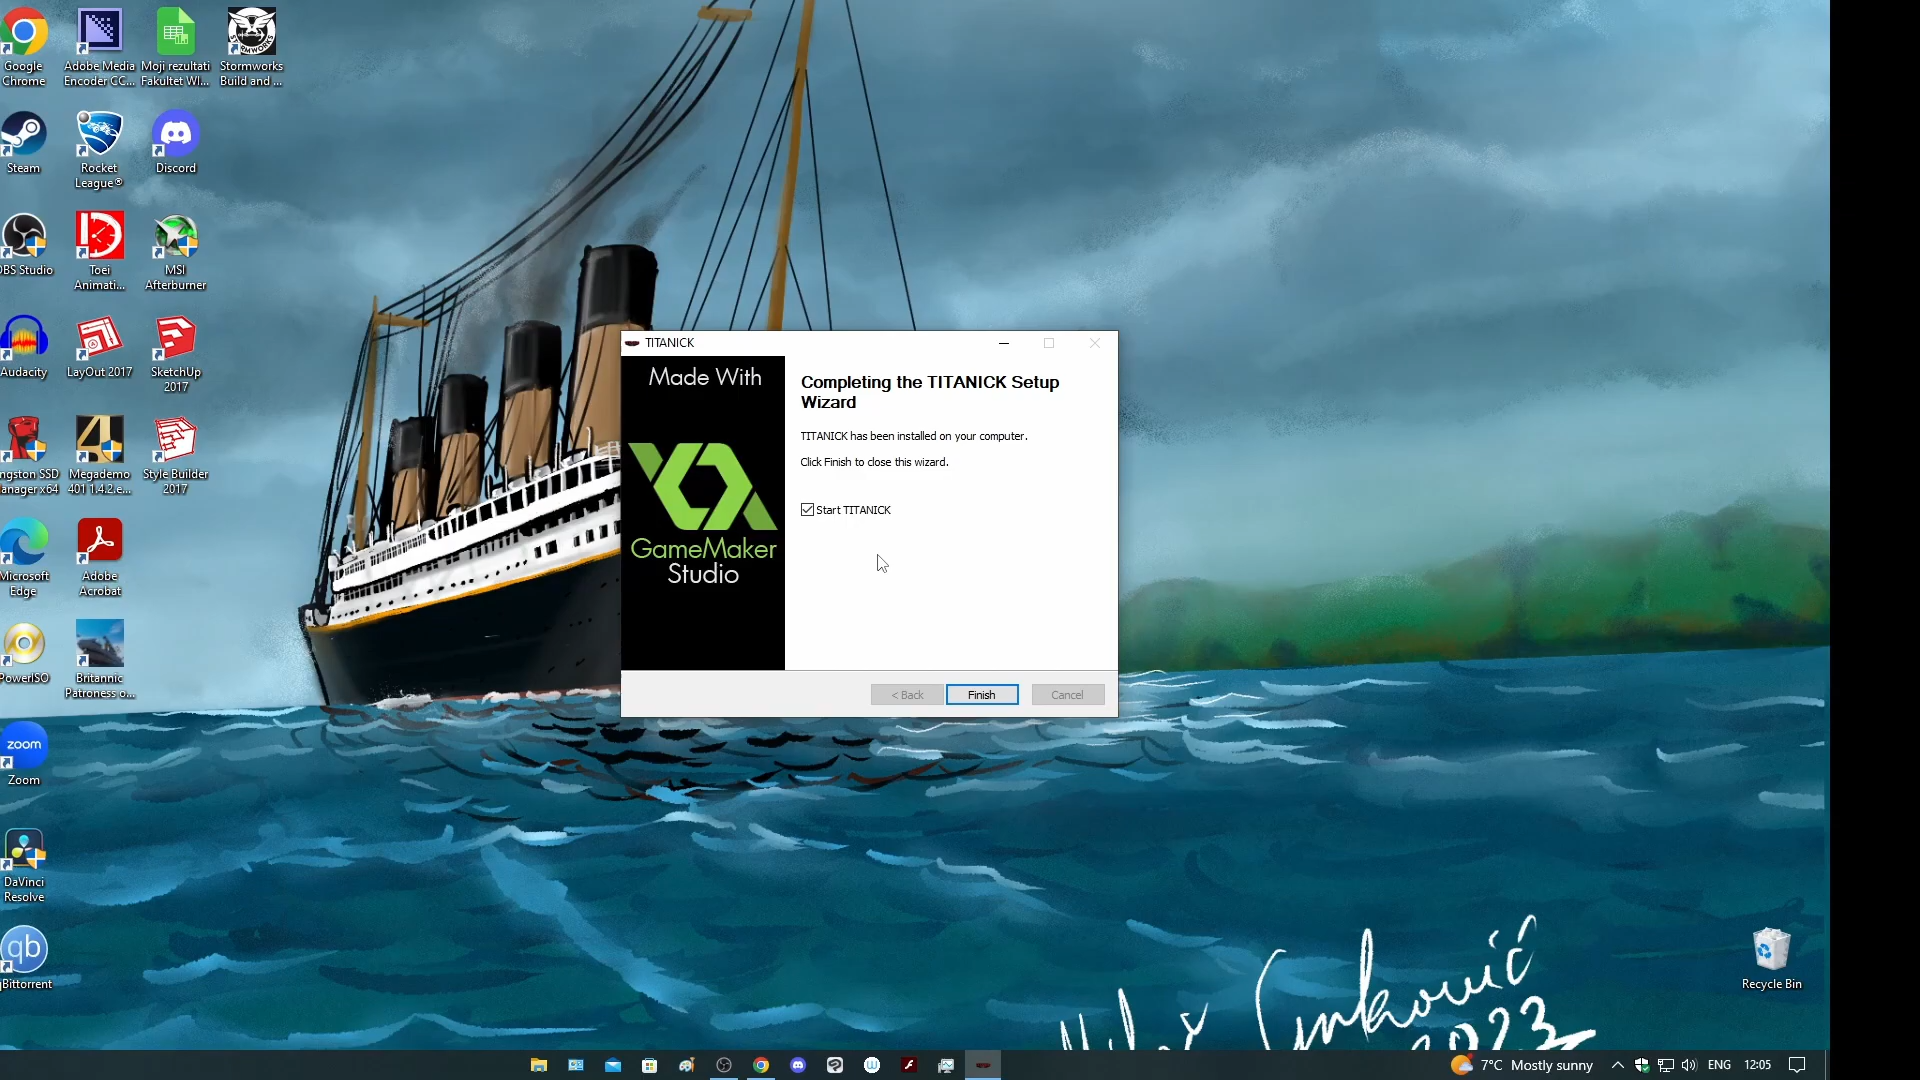 Google
Chrome
Adobe Media
Encoder CC...
Moji rezultati
Fakultet WI...
STORMWORKS
Stormworks
Build and ...
Steam
Rocket
League®
Discord
OBS Studio
Toei
Animati...
MSI
Afterburner
Audacity
LayOut 2017
SketchUp
2017
ngston SSD
anager x64
Megademo
401 1.4.2.e...
Style Builder
2017
Microsoft
Edge
Adobe
Acrobat
PowerISO
Britannic
Patroness o...
zoom
Zoom
DaVinci
Resolve
qb
qBittorrent
TITANICK
Made With
GameMaker
Studio
Completing the TITANICK Setup
Wizard
TITANICK has been installed on your computer.
Click Finish to close this wizard.
Start TITANICK
< Back
Finish
Cancel
2023
Recycle Bin
7°C Mostly sunny
ENG
12:05